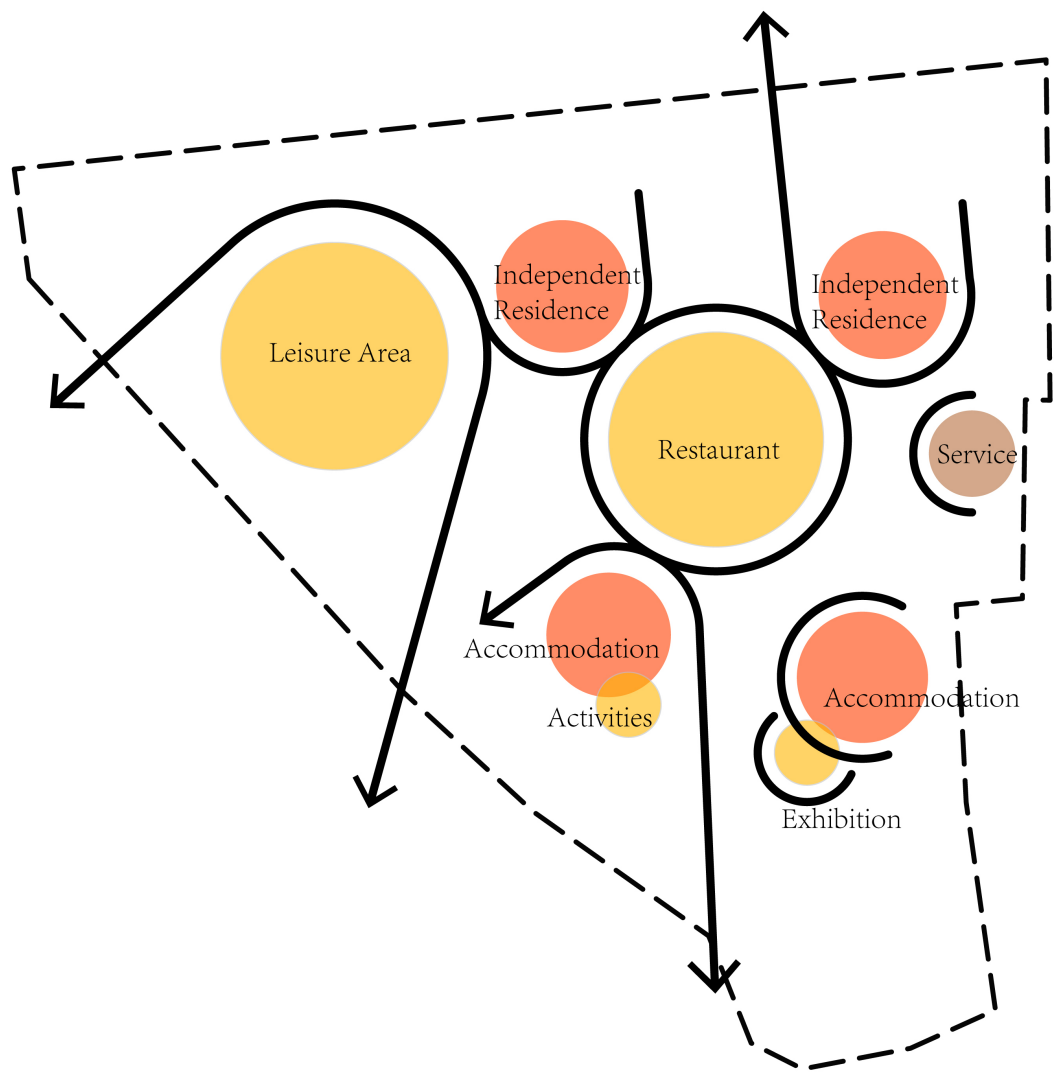 Independent
Residence
Independent
Residence
Leisure Area
Restaurant
Service
Accommodation
Activities
Accommodation
Exhibition